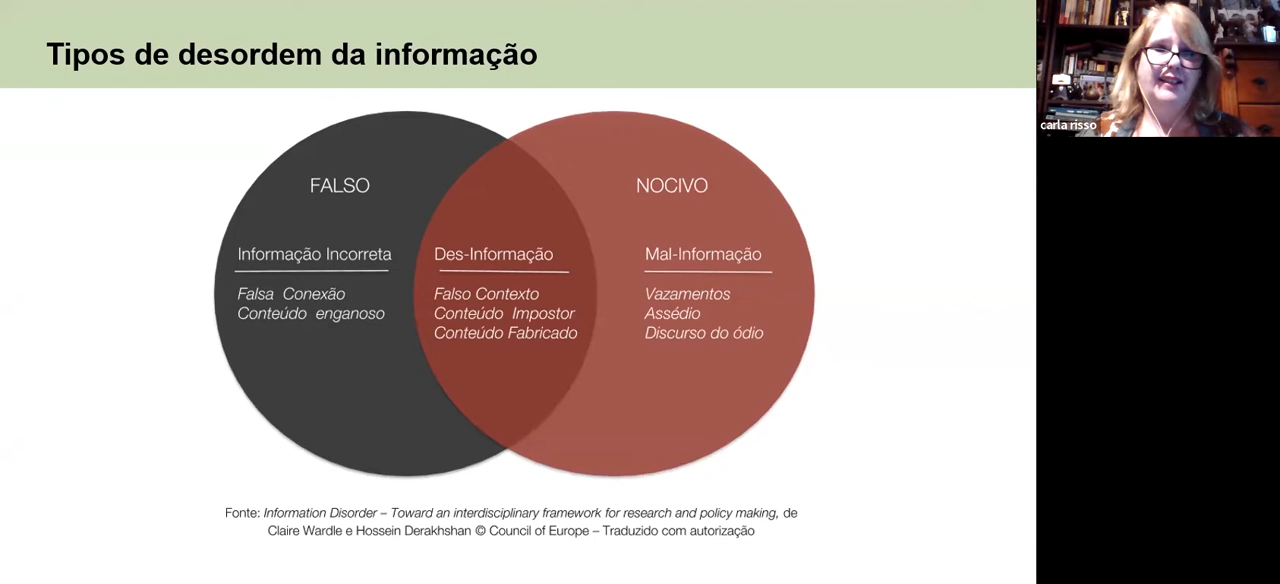 Tipos de desordem da informação
carla risso
FALSO
NOCIVO
Informação Incorreta
Falsa Conexão
Conteúdo enganoso
Des-Informação
Falso Contexto
Conteúdo Impostor
Conteúdo Fabricado
Mal-Informação
Vazamentos
Assédio
Discurso do ódio
Fonte: Information Disorder – Toward an interdisciplinary framework for research and policy making, de
Claire Wardle e Hossein Derakhshan © Council of Europe – Traduzido com autorização